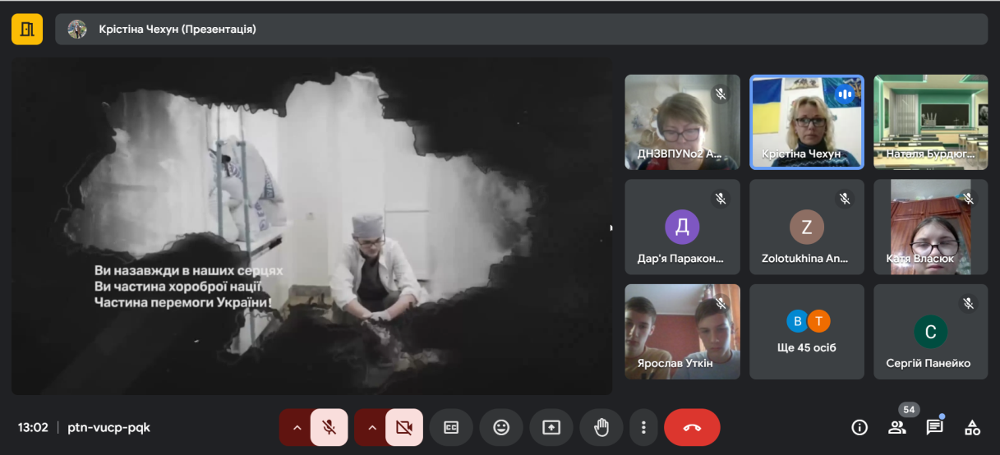 Крістіна Чехун (Презентація)
Ви назавжди в наших серцях
Ви частина хороброї нації
Частина перемоги України!
ДНЗВПУNo2 А...
Крістіна Чехун
Наталя Бурдюг...
Д
Дар'я Паракон...
Z
Zolotukhina An...
Катя Власюк
Ярослав Уткін
В Т
Ще 45 осіб
С
Сергій Панейко
13:02 | ptn-vucp-pqk
CC
54